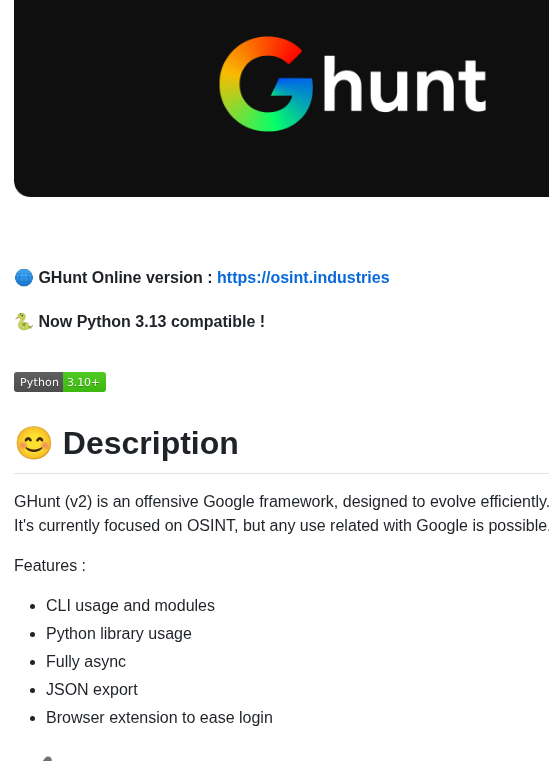 Ghunt
🌐 GHunt Online version : https://osint.industries
🐍 Now Python 3.13 compatible !
Python 3.10+
😊 Description
GHunt (v2) is an offensive Google framework, designed to evolve efficiently.
It's currently focused on OSINT, but any use related with Google is possible.
Features :
• CLI usage and modules
• Python library usage
• Fully async
• JSON export
• Browser extension to ease login